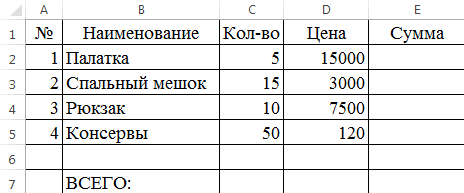 A B C D E
1 № Наименование Кол-во Цена Сумма
2 1 Палатка 5 15000
3 2 Спальный мешок 15 3000
4 3 Рюкзак 10 7500
5 4 Консервы 50 120
6
7 ВСЕГО: